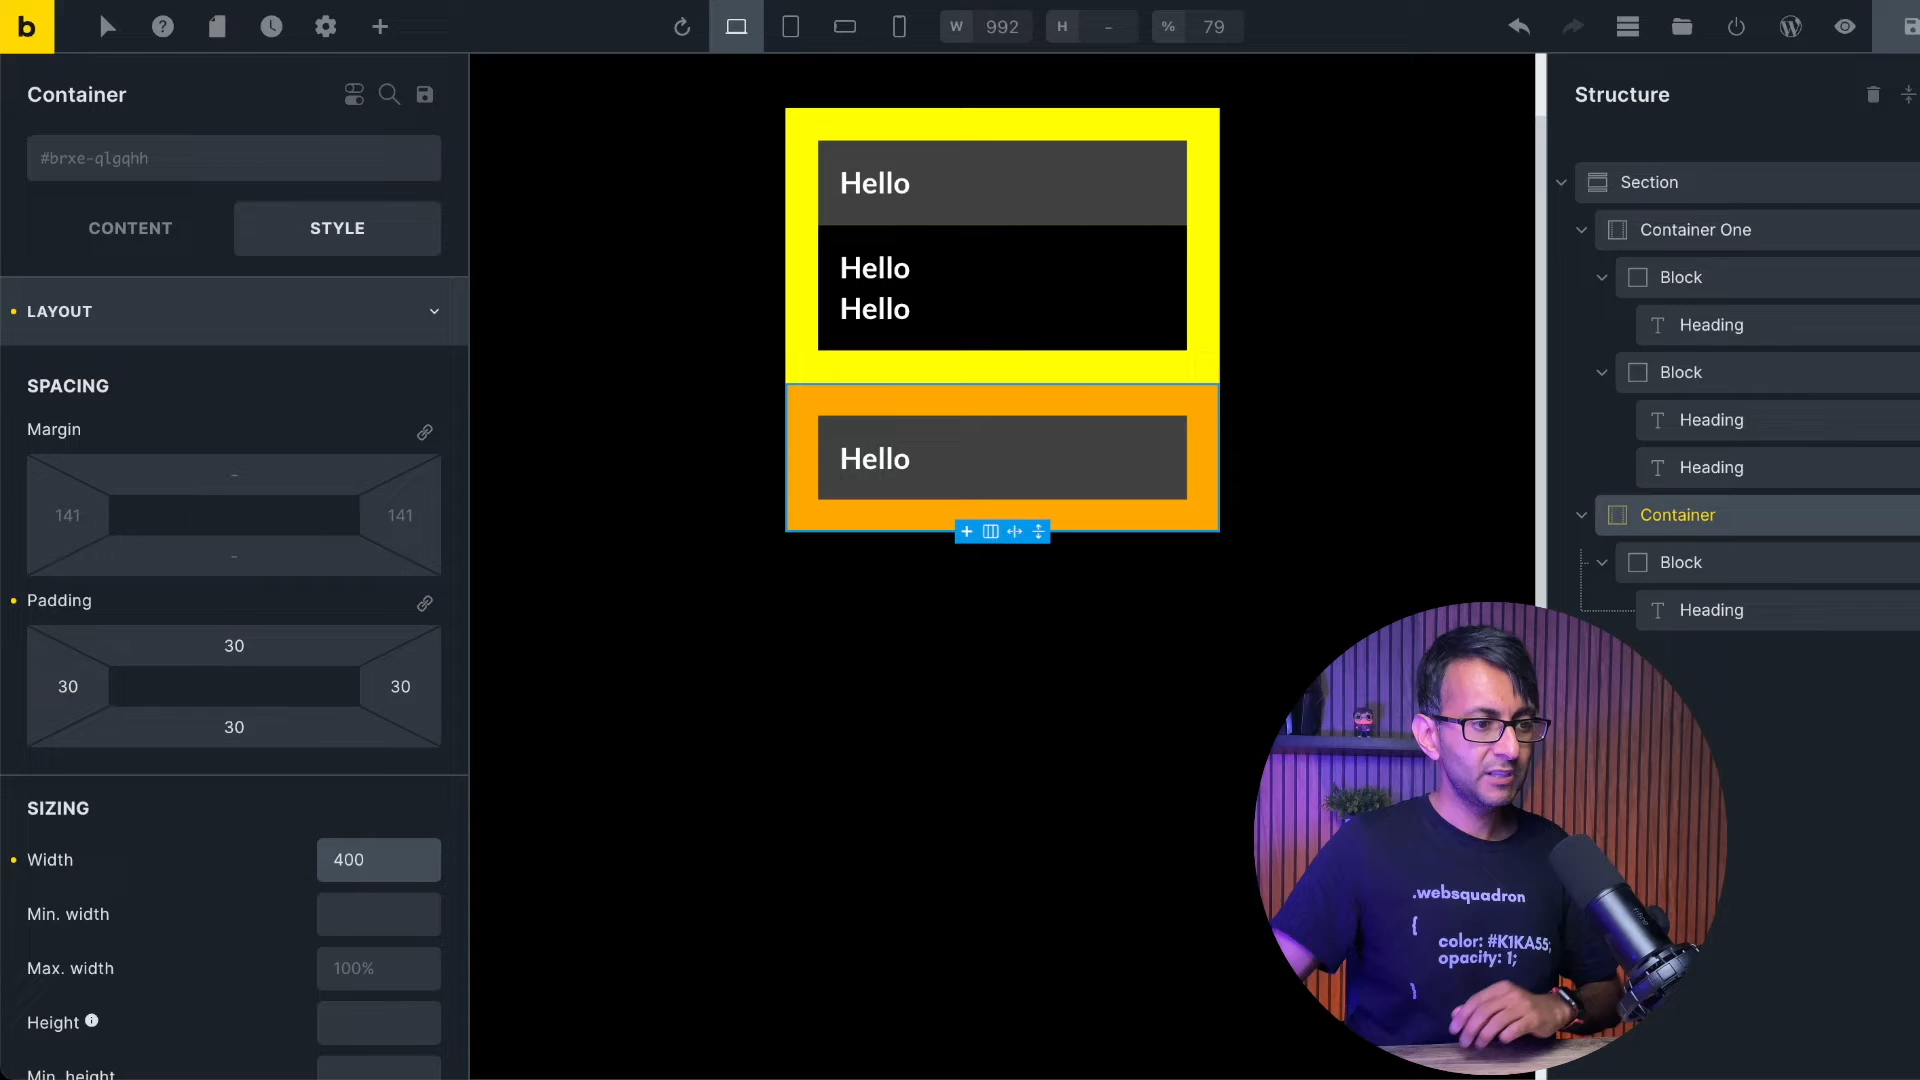 b
W 992
H -
% 79
Container
#brxe-qlgqhh
CONTENT
STYLE
LAYOUT
SPACING
Margin
-
141
141
-
Padding
30
30
30
30
SIZING
Width
400
Min. width
Max. width
100%
Height
Min. height
Hello
Hello
Hello
Hello
Structure
Section
Container One
Block
Heading
Block
Heading
Heading
Container
Block
Heading
.websquadron
{
color: #K1KA55;
opacity: 1;
}